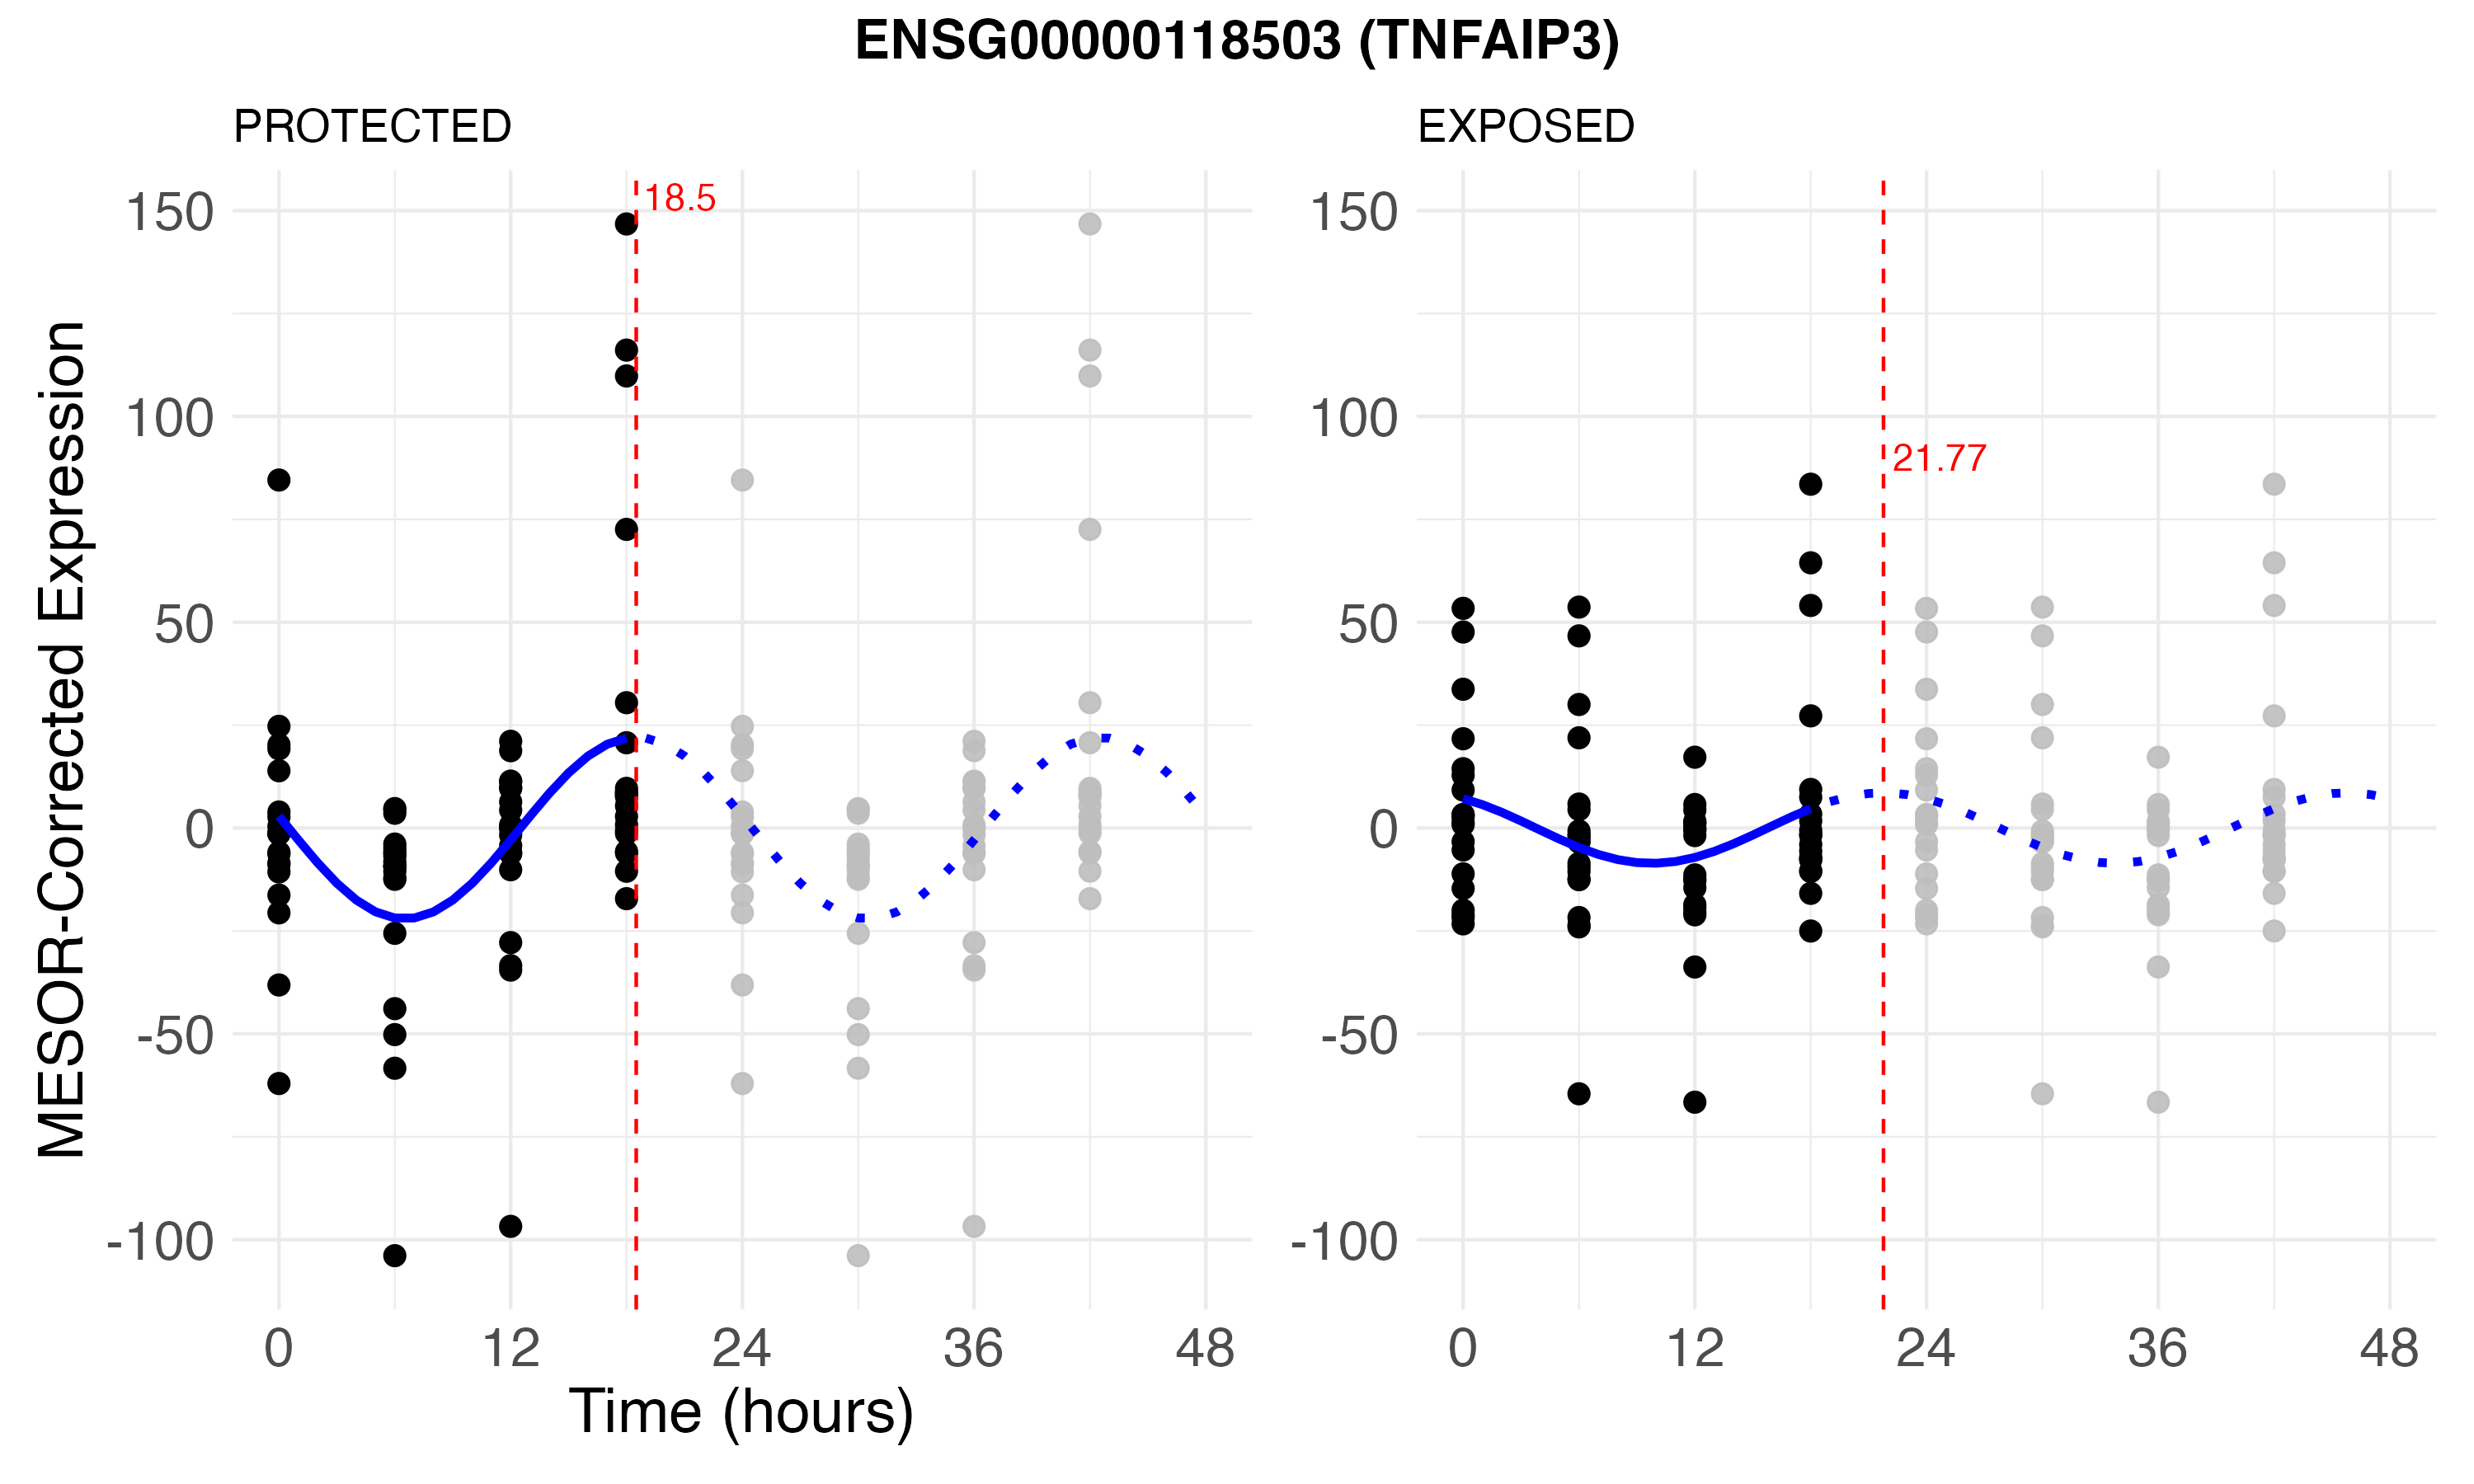 ENSG00000118503 (TNFAIP3)
PROTECTED
EXPOSED
MESOR-Corrected Expression
150
100
50
0
-50
-100
18.5
0 12 24 36 48
Time (hours)
150
100
50
0
-50
-100
21.77
0 12 24 36 48